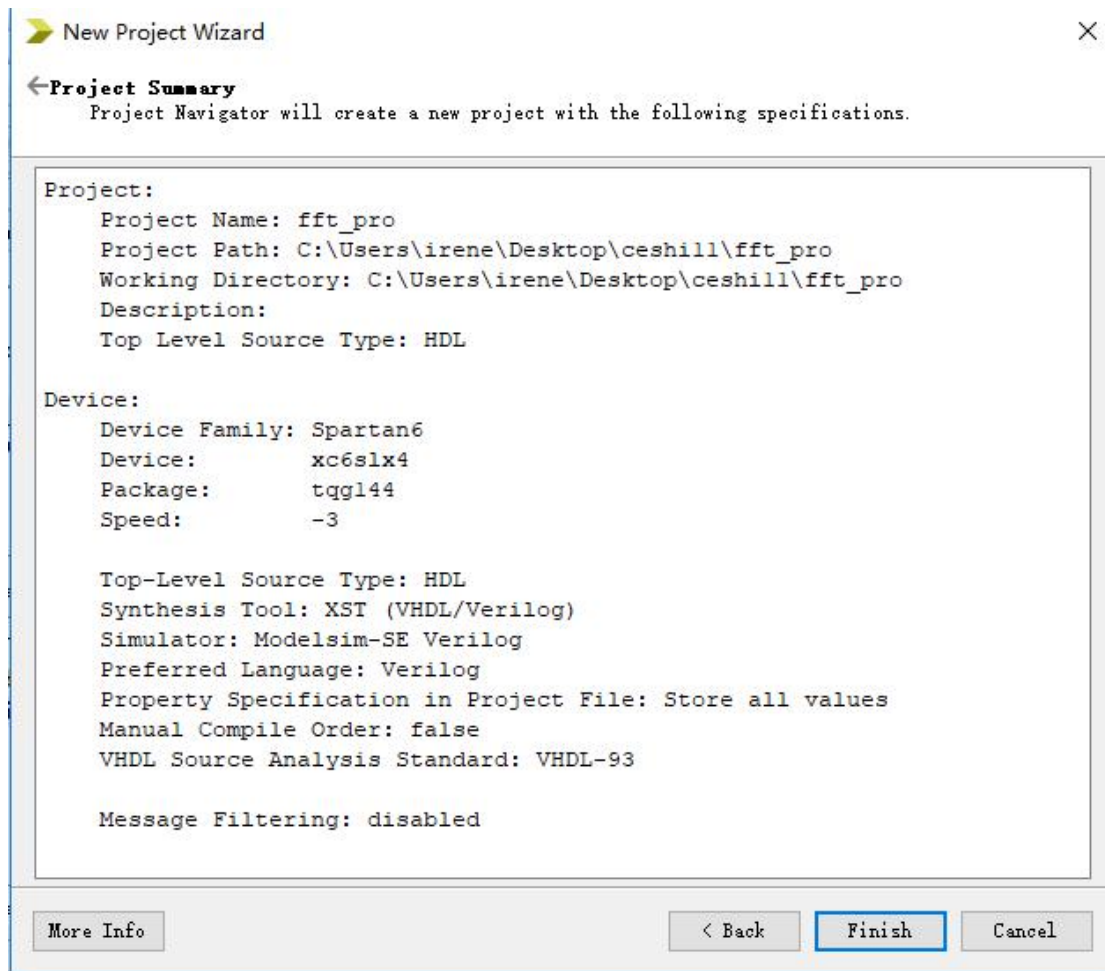 New Project Wizard
←Project Summary
Project Navigator will create a new project with the following specifications.
Project:
Project Name: fft_pro
Project Path: C:\Users\irene\Desktop\ceshi11\fft_pro
Working Directory: C:\Users\irene\Desktop\ceshi11\fft_pro
Description:
Top Level Source Type: HDL
Device:
Device Family: Spartan6
Device: xc6slx4
Package: tqg144
Speed: -3
Top-Level Source Type: HDL
Synthesis Tool: XST (VHDL/Verilog)
Simulator: Modelsim-SE Verilog
Preferred Language: Verilog
Property Specification in Project File: Store all values
Manual Compile Order: false
VHDL Source Analysis Standard: VHDL-93
Message Filtering: disabled
More Info
< Back
Finish
Cancel